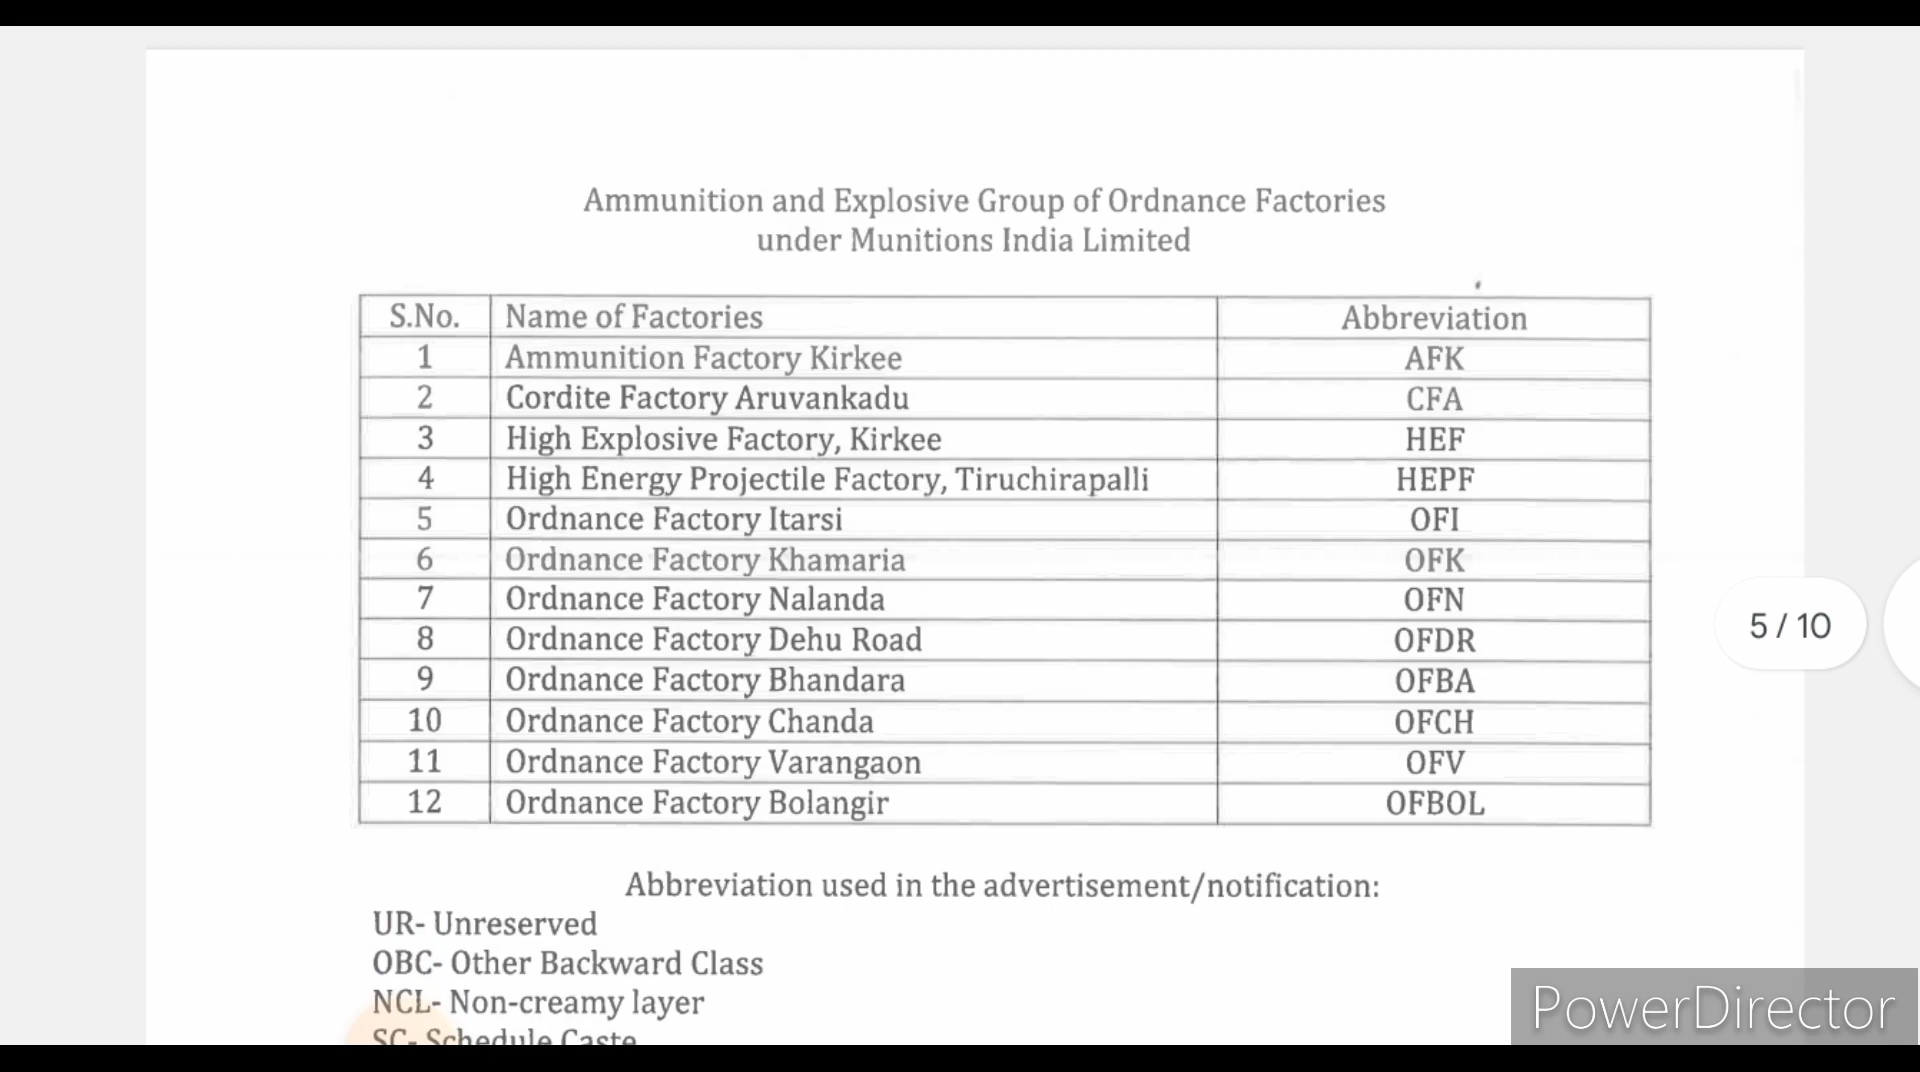 Ammunition and Explosive Group of Ordnance Factories
under Munitions India Limited
S.No. Name of Factories Abbreviation
1 Ammunition Factory Kirkee AFK
2 Cordite Factory Aruvankadu CFA
3 High Explosive Factory, Kirkee HEF
4 High Energy Projectile Factory, Tiruchirapalli HEPF
5 Ordnance Factory Itarsi OFI
6 Ordnance Factory Khamaria OFK
7 Ordnance Factory Nalanda OFN
8 Ordnance Factory Dehu Road OFDR
9 Ordnance Factory Bhandara OFBA
10 Ordnance Factory Chanda OFCH
11 Ordnance Factory Varangaon OFV
12 Ordnance Factory Bolangir OFBOL
5 / 10
Abbreviation used in the advertisement/notification:
UR- Unreserved
OBC- Other Backward Class
NCL- Non-creamy layer
SC- Schedule Caste
PowerDirector